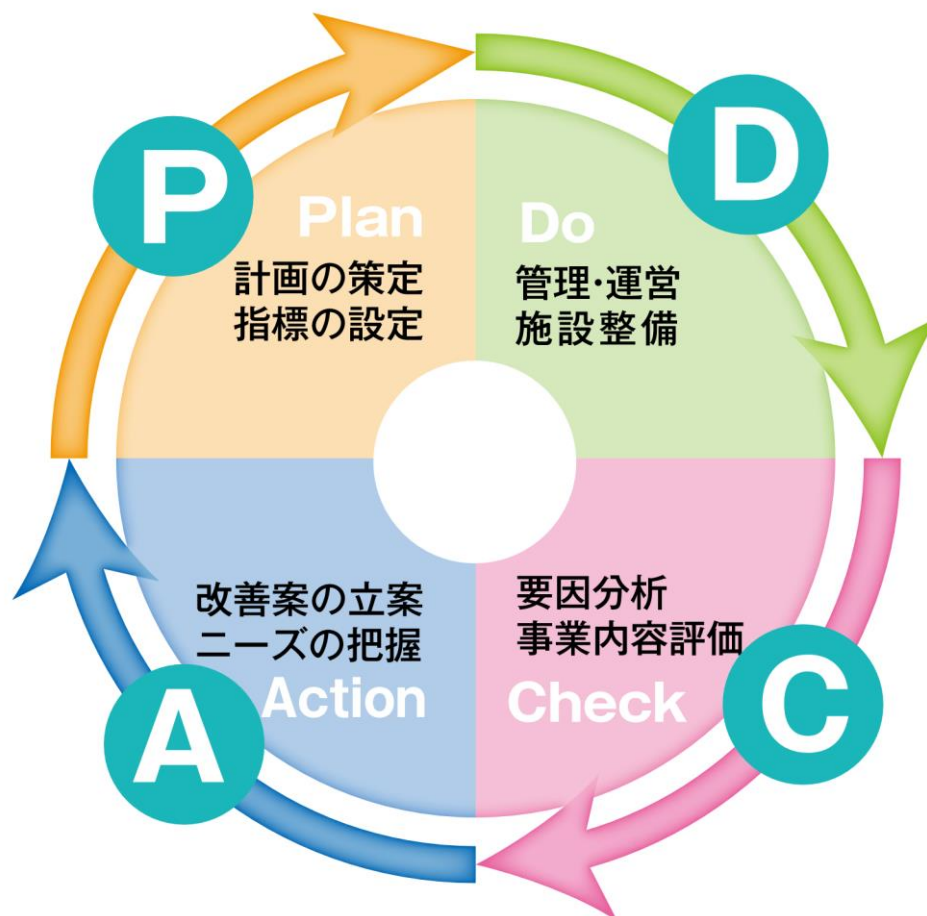 P
Plan
計画の策定
指標の設定
D
Do
管理・運営
施設整備
C
要因分析
事業内容評価
Check
A
改善案の立案
ニーズの把握
Action